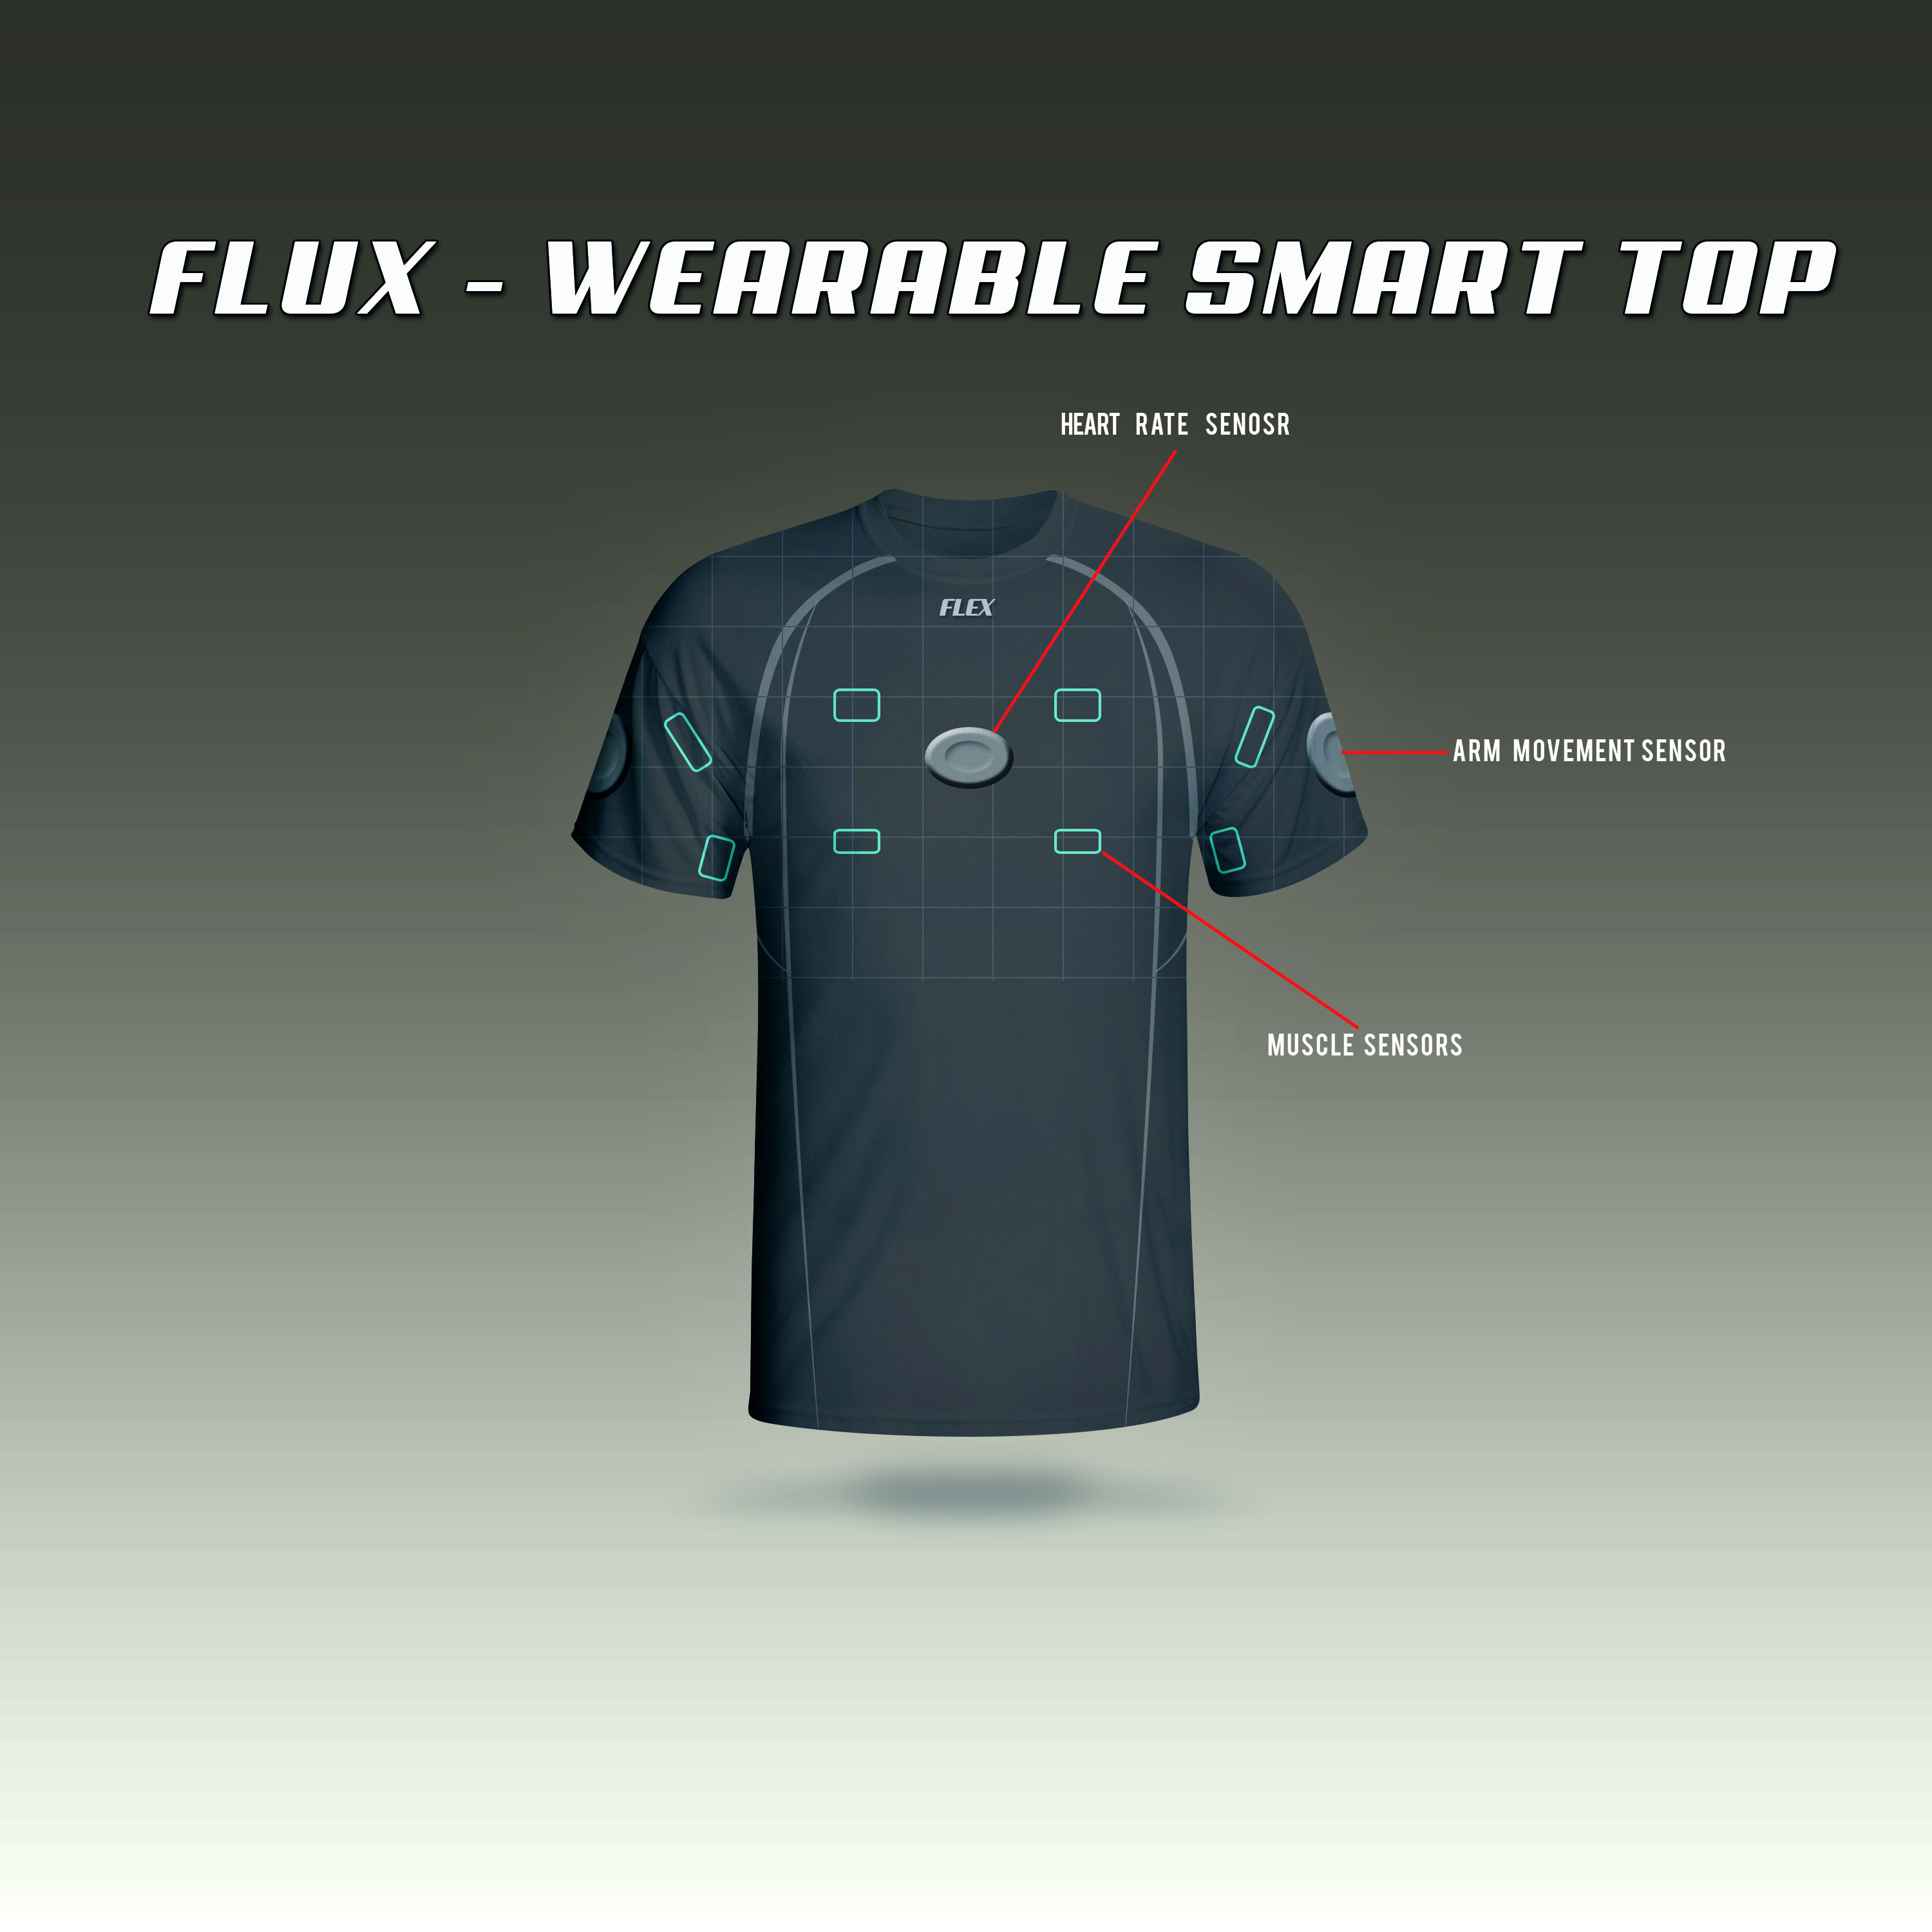 FLUX - WEARABLE SMART TOP
HEART RATE SENOSR
FLEX
ARM MOVEMENT SENSOR
MUSCLE SENSORS